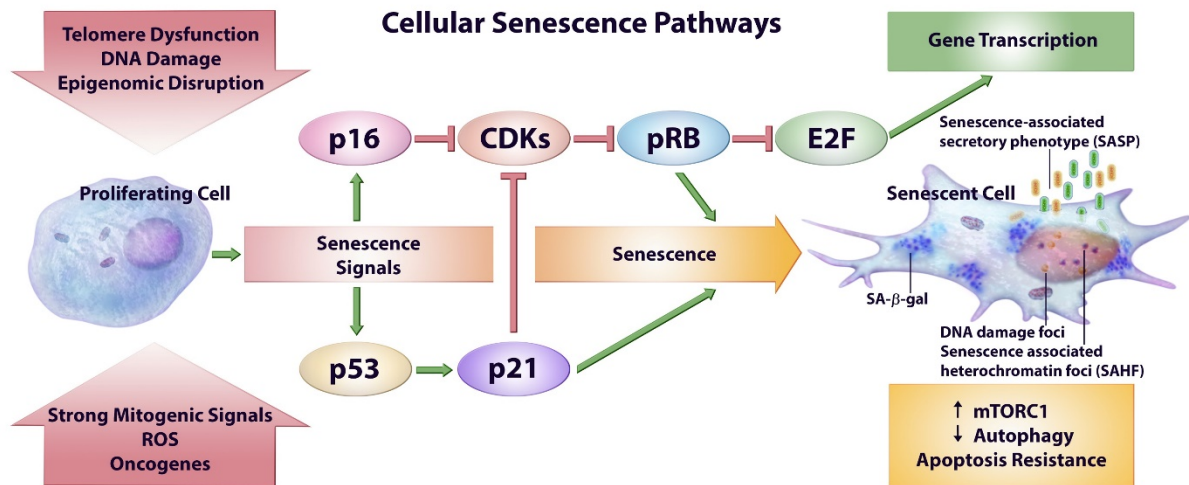 Cellular Senescence Pathways
Telomere Dysfunction
DNA Damage
Epigenomic Disruption
Gene Transcription
p16
CDKs
pRB
E2F
Senescence-associated
secretory phenotype (SASP)
Proliferating Cell
Senescence
Signals
Senescence
Senescent Cell
SA-β-gal
DNA damage foci
Senescence associated
heterochromatin foci (SAHF)
p53
p21
Strong Mitogenic Signals
ROS
Oncogenes
↑ mTORC1
↓ Autophagy
Apoptosis Resistance